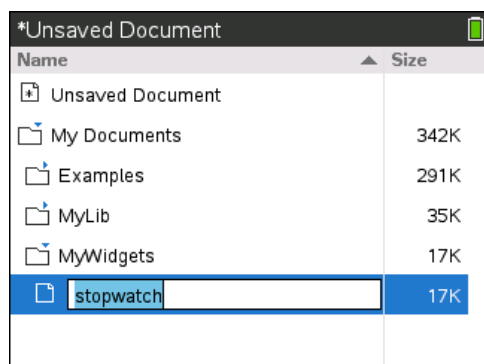 *Unsaved Document
Name Size
Unsaved Document
My Documents 342K
Examples 291K
MyLib 35K
MyWidgets 17K
stopwatch 17K